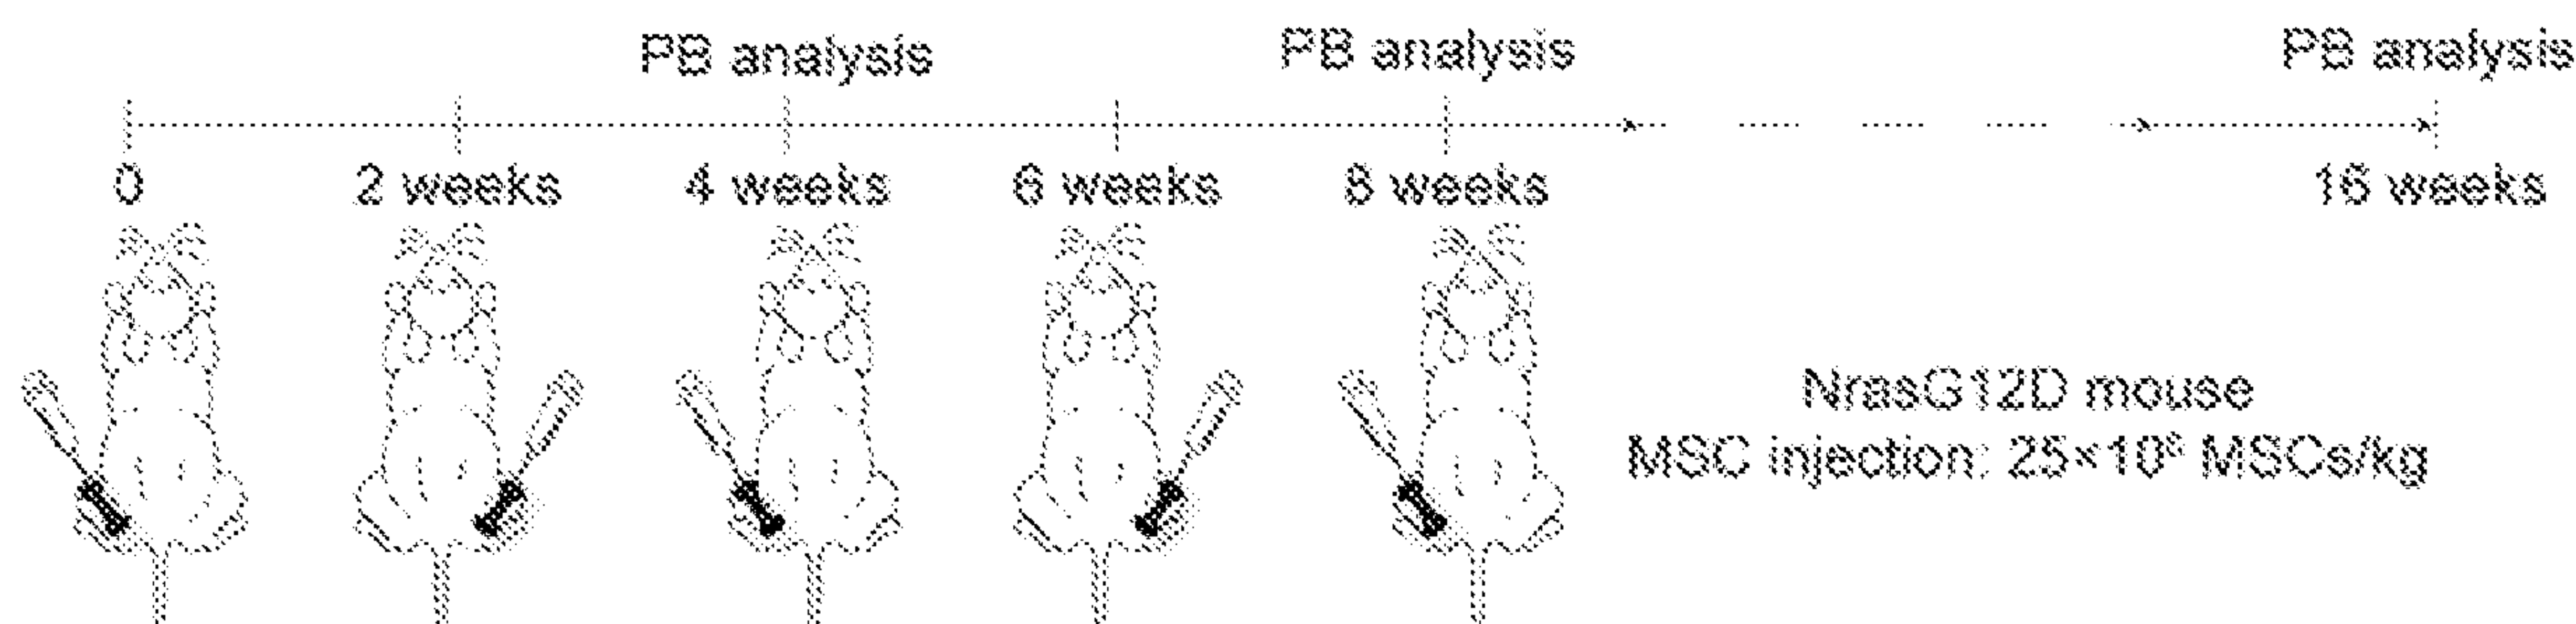 PB analysis PB analysis PB analysis
0 2 weeks 4 weeks 6 weeks 8 weeks 16 weeks
NrasG12D mouse
MSC injection: 25×10⁶ MSCs/kg